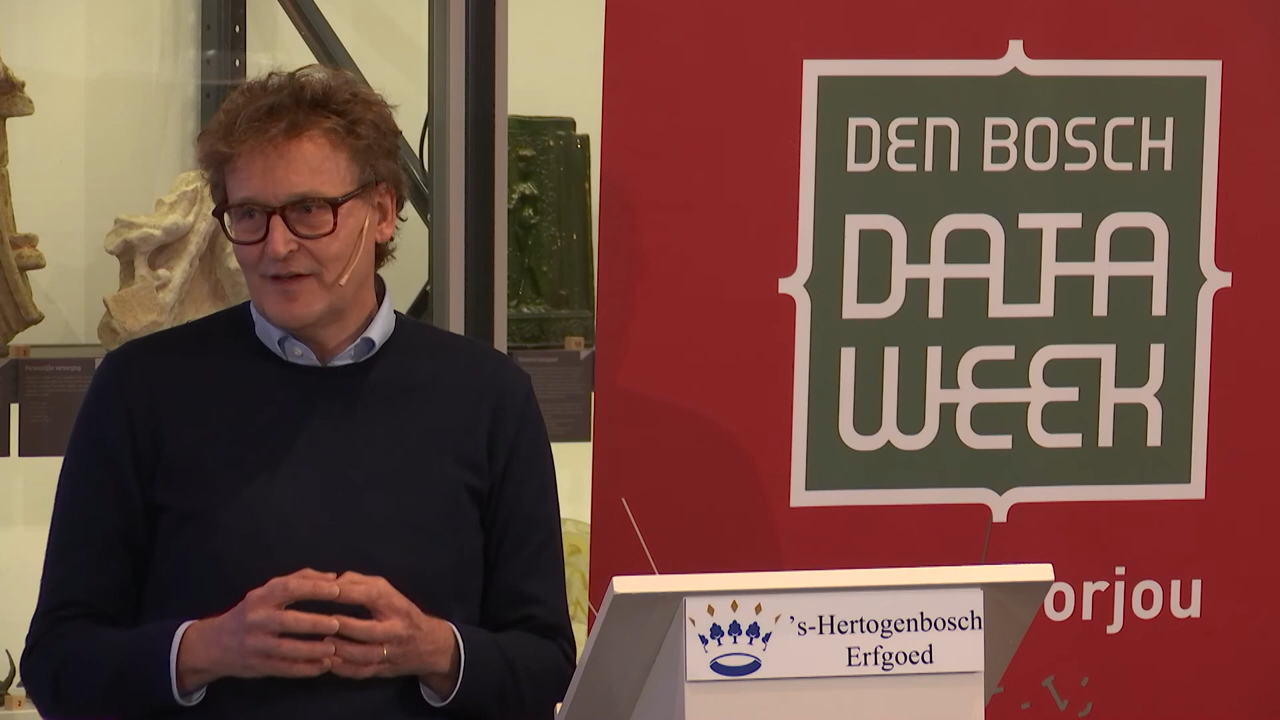 DEN BOSCH
DATA
WEEK
orjou
's-Hertogenbosch
Erfgoed